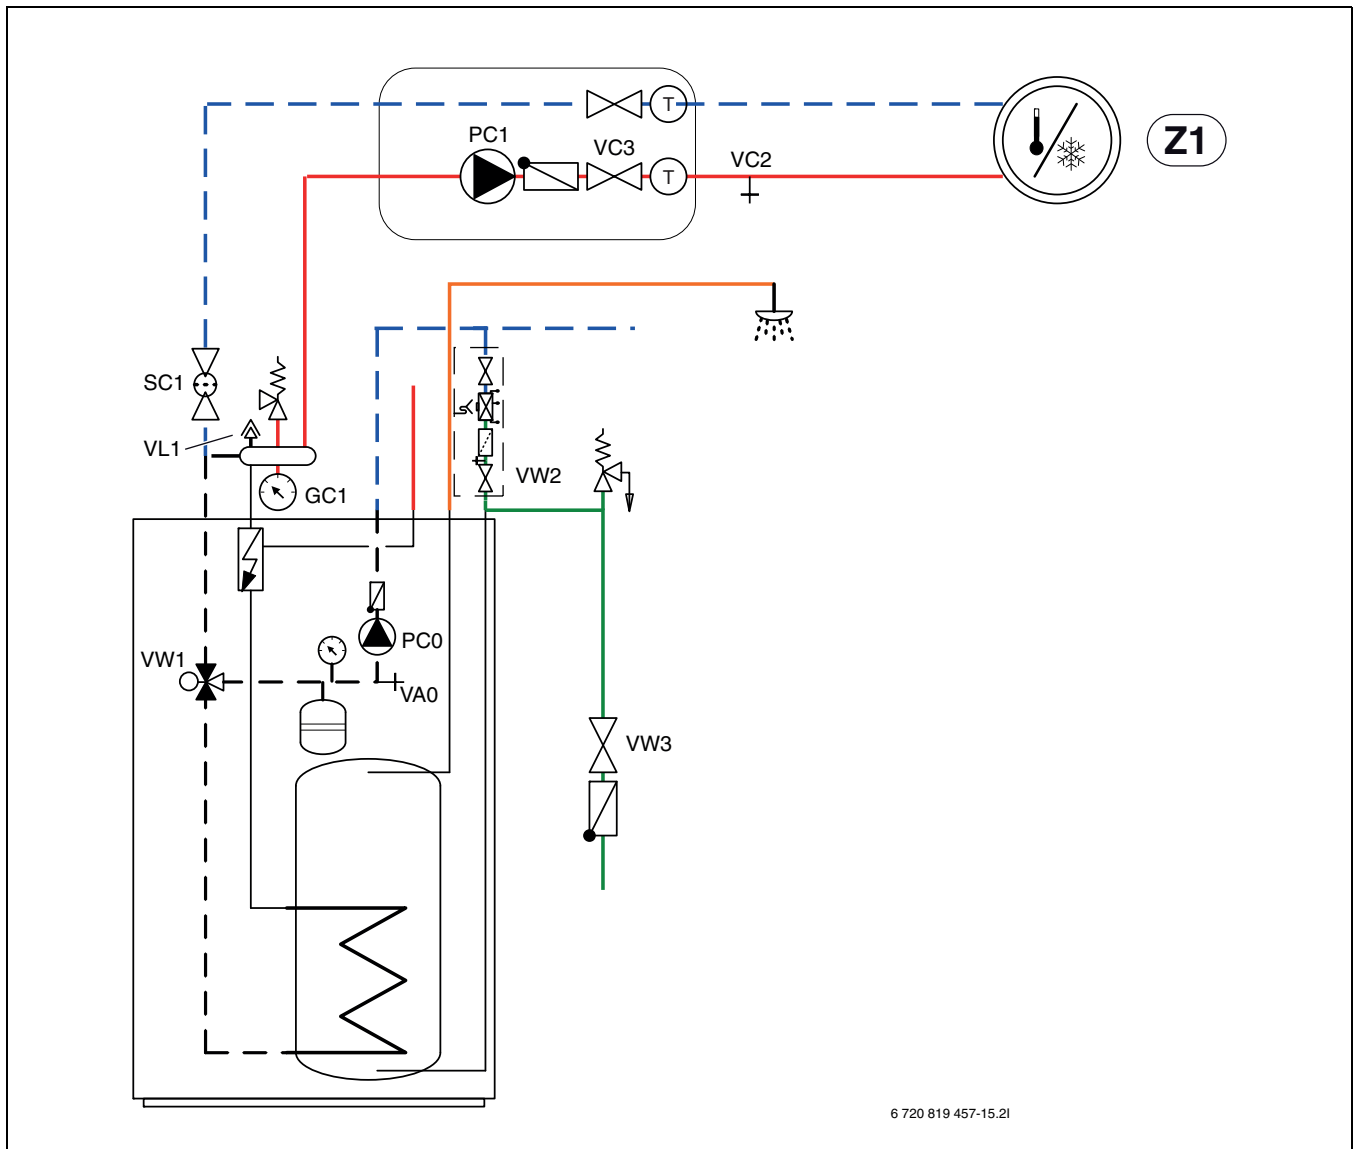 T
PC1
VC3
VC2
T
Z1
SC1
VL1
GC1
VW2
PC0
VW1
VA0
VW3
6 720 819 457-15.2I